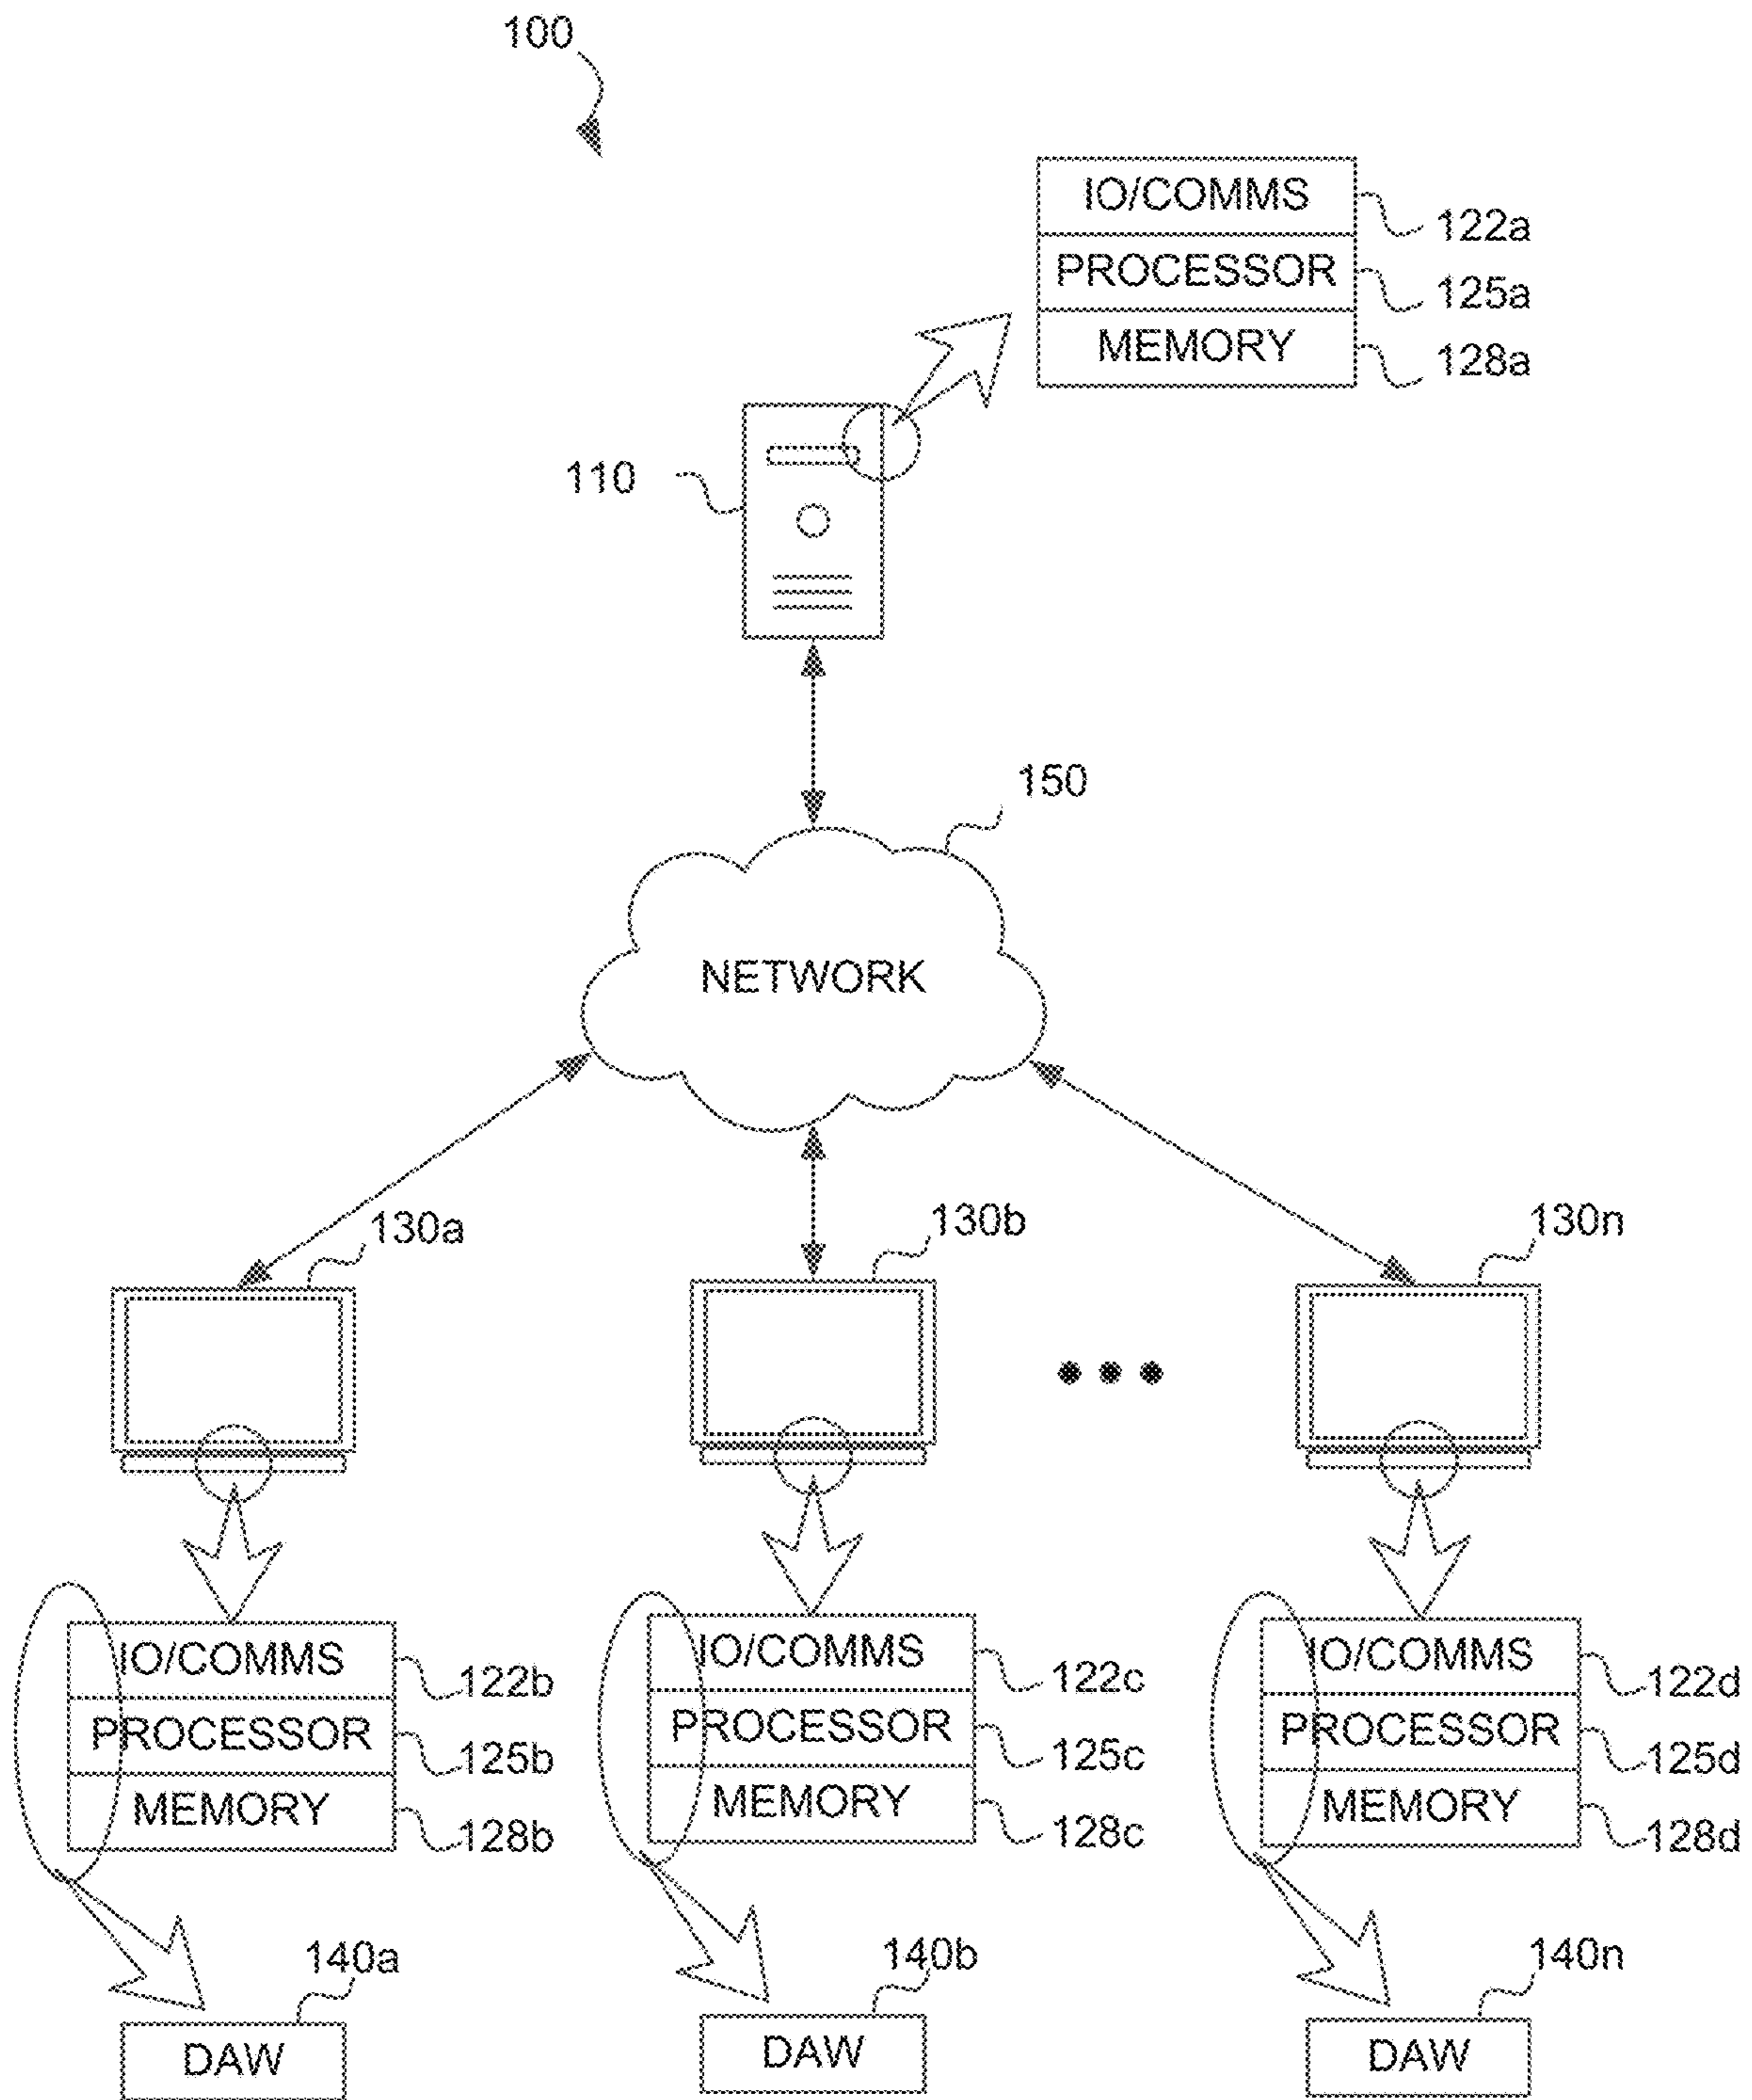 100
IO/COMMS 122a
PROCESSOR 125a
MEMORY 128a
110
150
NETWORK
130a 130b 130n
IO/COMMS 122b IO/COMMS 122c IO/COMMS 122d
PROCESSOR 125b PROCESSOR 125c PROCESSOR 125d
MEMORY 128b MEMORY 128c MEMORY 128d
140a 140b 140n
DAW DAW DAW